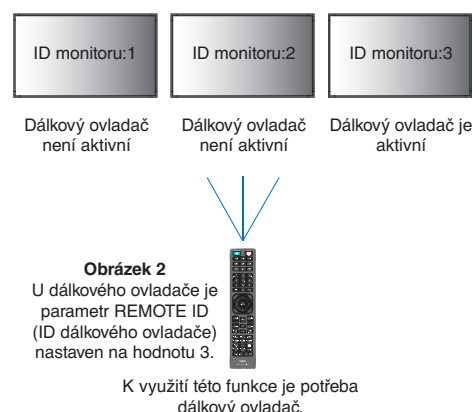 ID monitoru:1
ID monitoru:2
ID monitoru:3
Dálkový ovladač
není aktivní
Dálkový ovladač
není aktivní
Dálkový ovladač je
aktivní
Obrázek 2
U dálkového ovladače je
parametr REMOTE ID
(ID dálkového ovladače)
nastaven na hodnotu 3.
K využití této funkce je potřeba
dálkový ovladač.